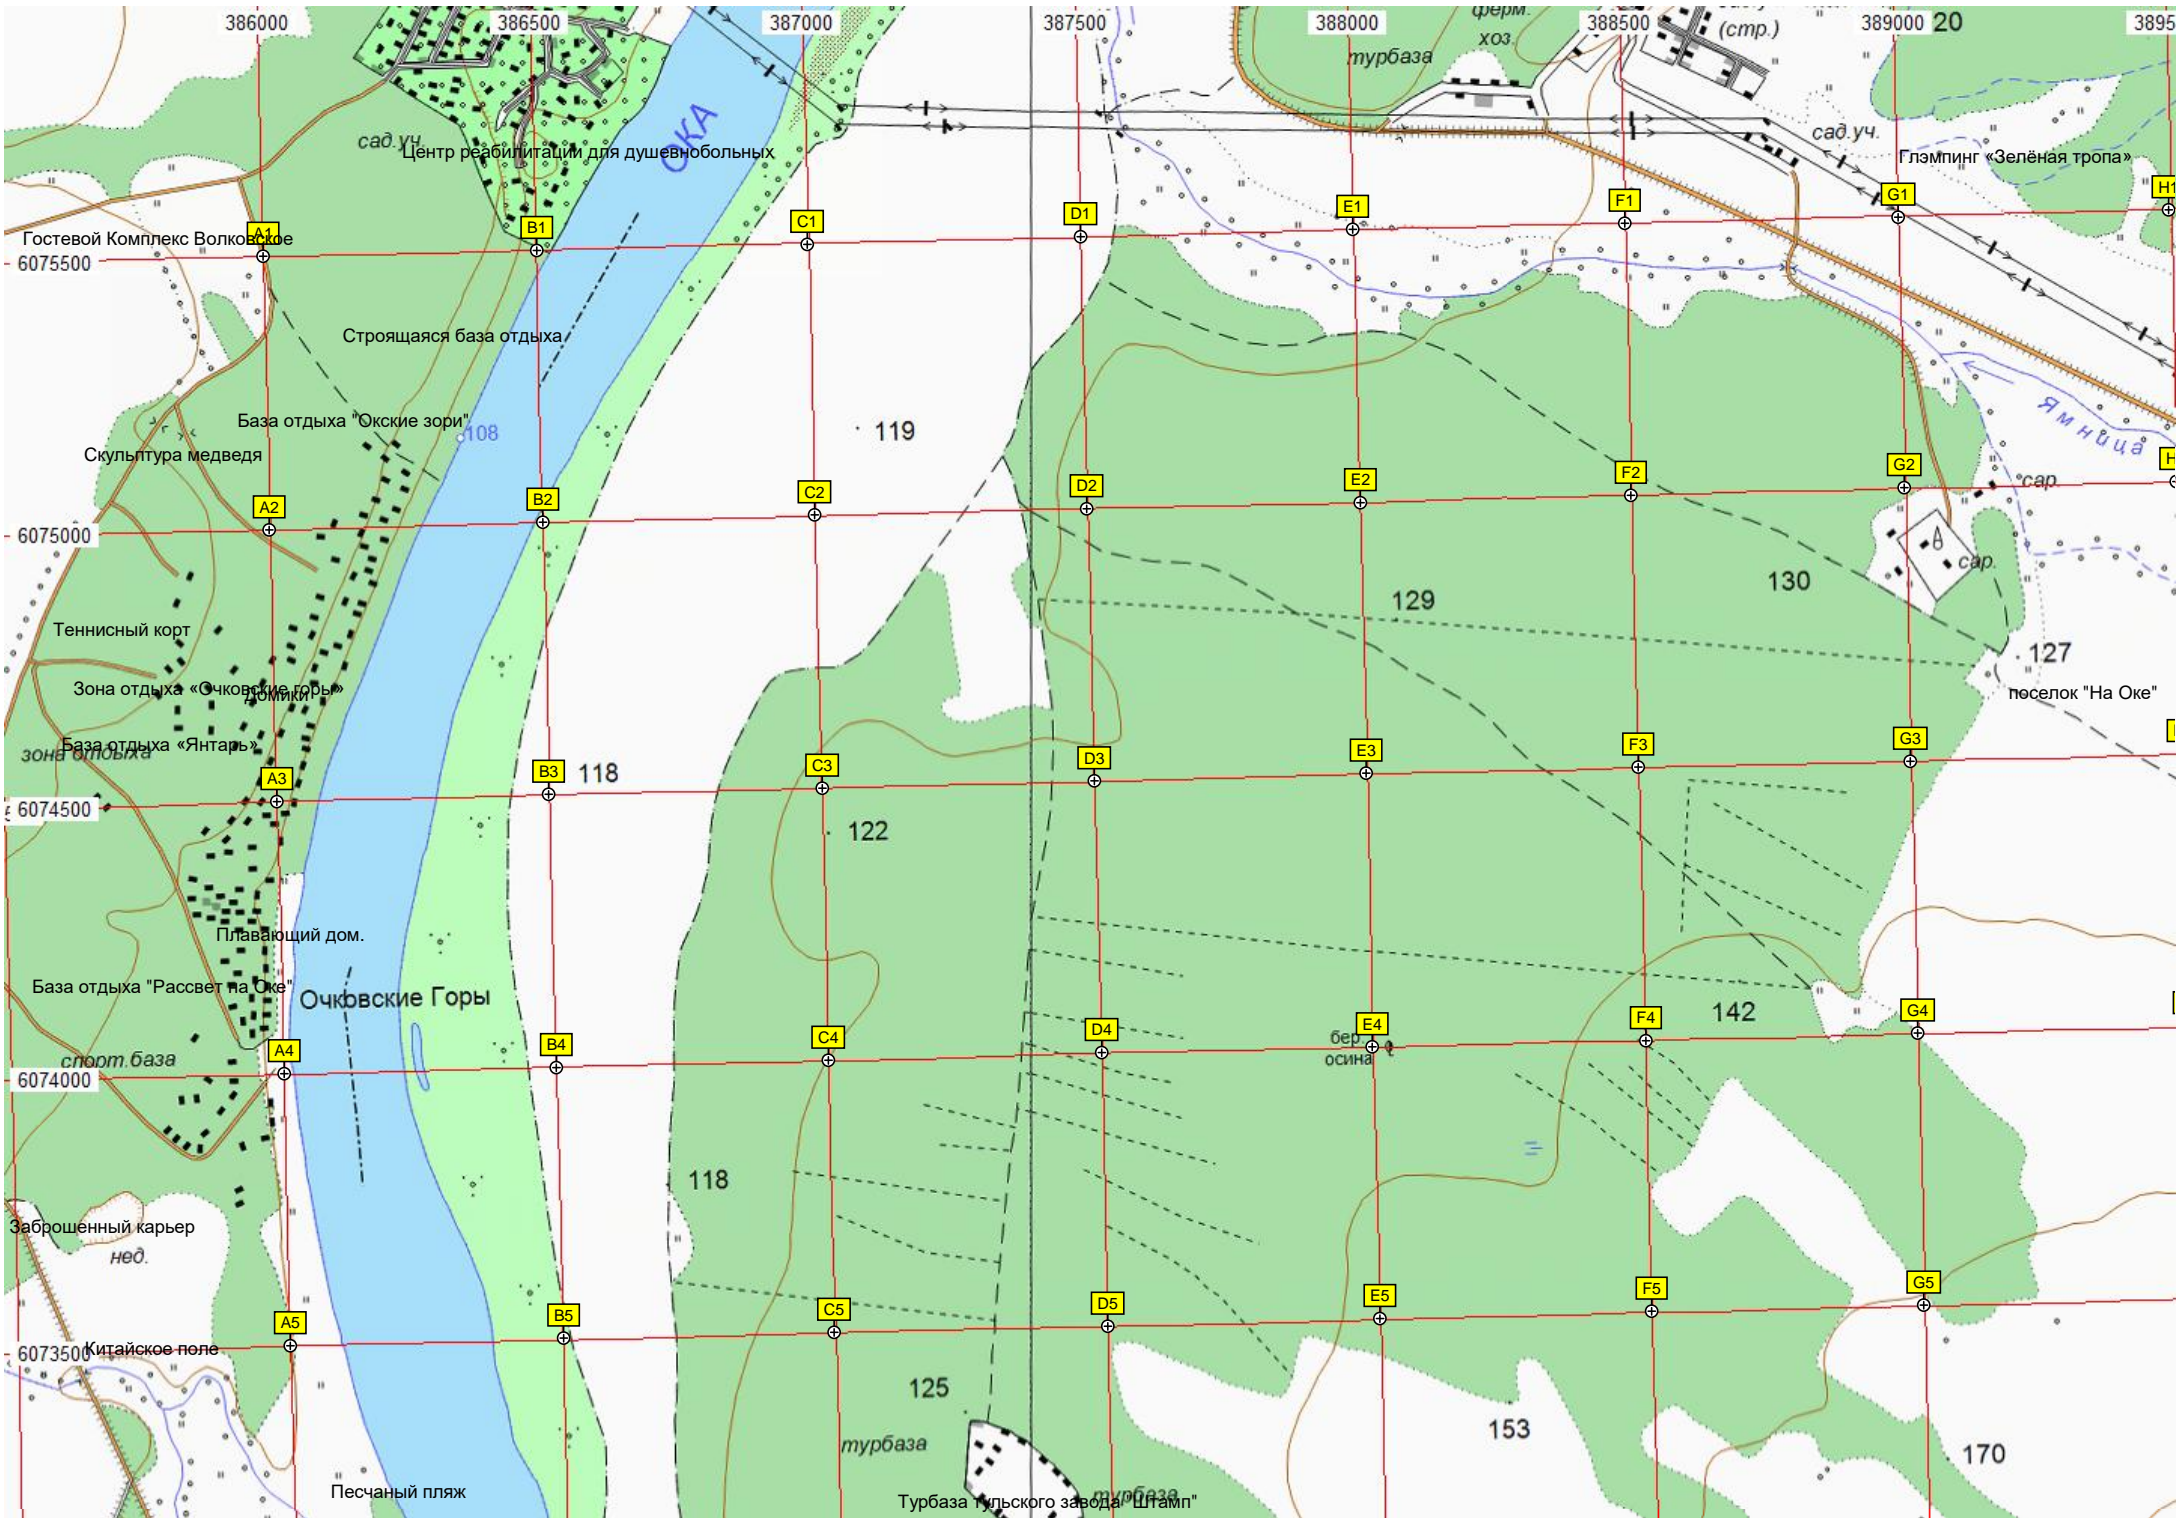 386000 386500 387000 387500 388000 388500 389000 20 3895
ферм.
хоз.
(стр.)
турбаза
ОКА
сад.уч.
сад.уч.
Центр реабилитации для душевнобольных
Глэмпинг «Зелёная тропа»
A1 B1 C1 D1 E1 F1 G1 H1
Гостевой Комплекс Волковское
6075500
Строящаяся база отдыха
База отдыха "Окские зори"
108
119
Ямница
Скульптура медведя
A2 B2 C2 D2 E2 F2 G2 H
сар.
6075000
сар.
129
130
Теннисный корт
127
Зона отдыха «Очковские горы»
домики
поселок "На Оке"
База отдыха «Янтарь»
зона отдыха
A3 B3 C3 D3 E3 F3 G3
118
6074500
122
Плавающий дом.
База отдыха "Рассвет на Оке"
Очковские Горы
142
A4 B4 C4 D4 E4 F4 G4
бер.
осина
спорт.база
6074000
118
Заброшенный карьер
нед.
A5 B5 C5 D5 E5 F5 G5
6073500
Китайское поле
125
153
170
турбаза
Песчаный пляж
турбаза
Турбаза тульского завода "Штамп"